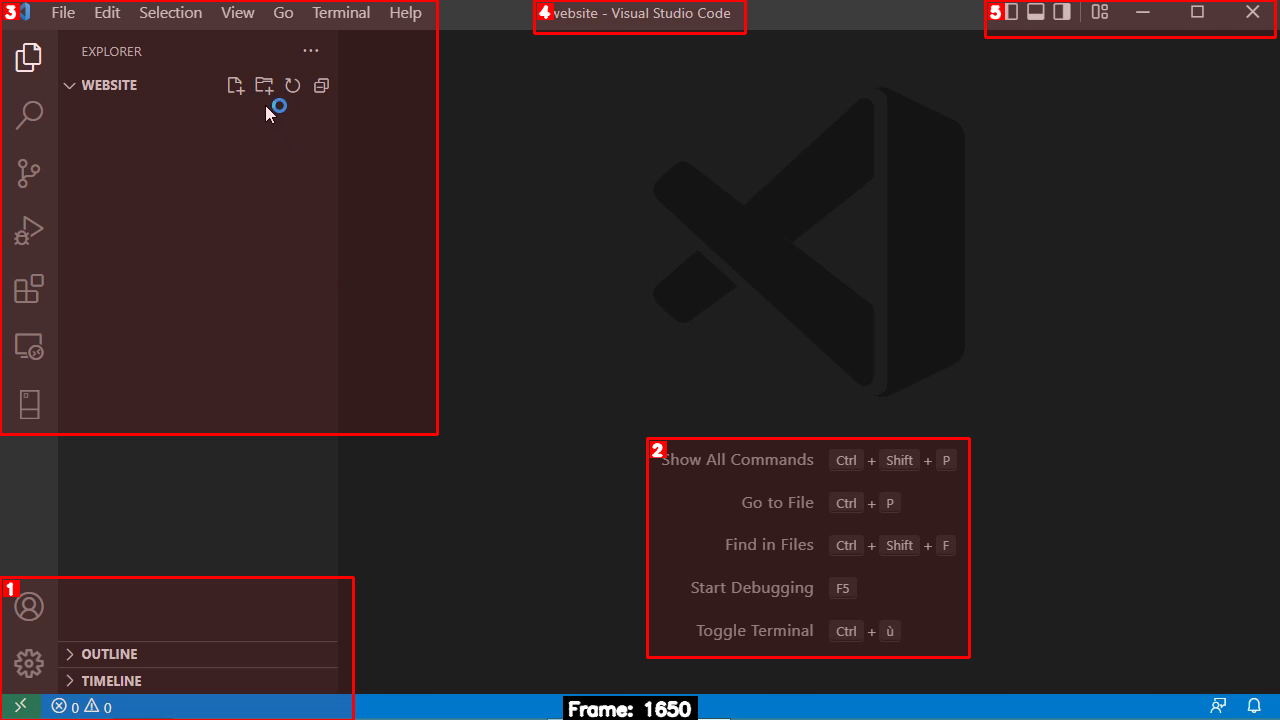 3 File Edit Selection View Go Terminal Help 4 website - Visual Studio Code 5
EXPLORER
WEBSITE
2
Show All Commands Ctrl + Shift + P
Go to File Ctrl + P
Find in Files Ctrl + Shift + F
Start Debugging F5
Toggle Terminal Ctrl + ù
1
OUTLINE
TIMELINE
0 0
Frame: 1650